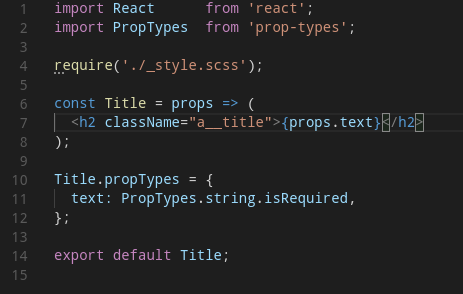 1 import React      from 'react';
2 import PropTypes  from 'prop-types';
3
4 require('./_style.scss');
5
6 const Title = props => (
7   <h2 className="a__title">{props.text}</h2>
8 );
9
10 Title.propTypes = {
11   text: PropTypes.string.isRequired,
12 };
13
14 export default Title;
15